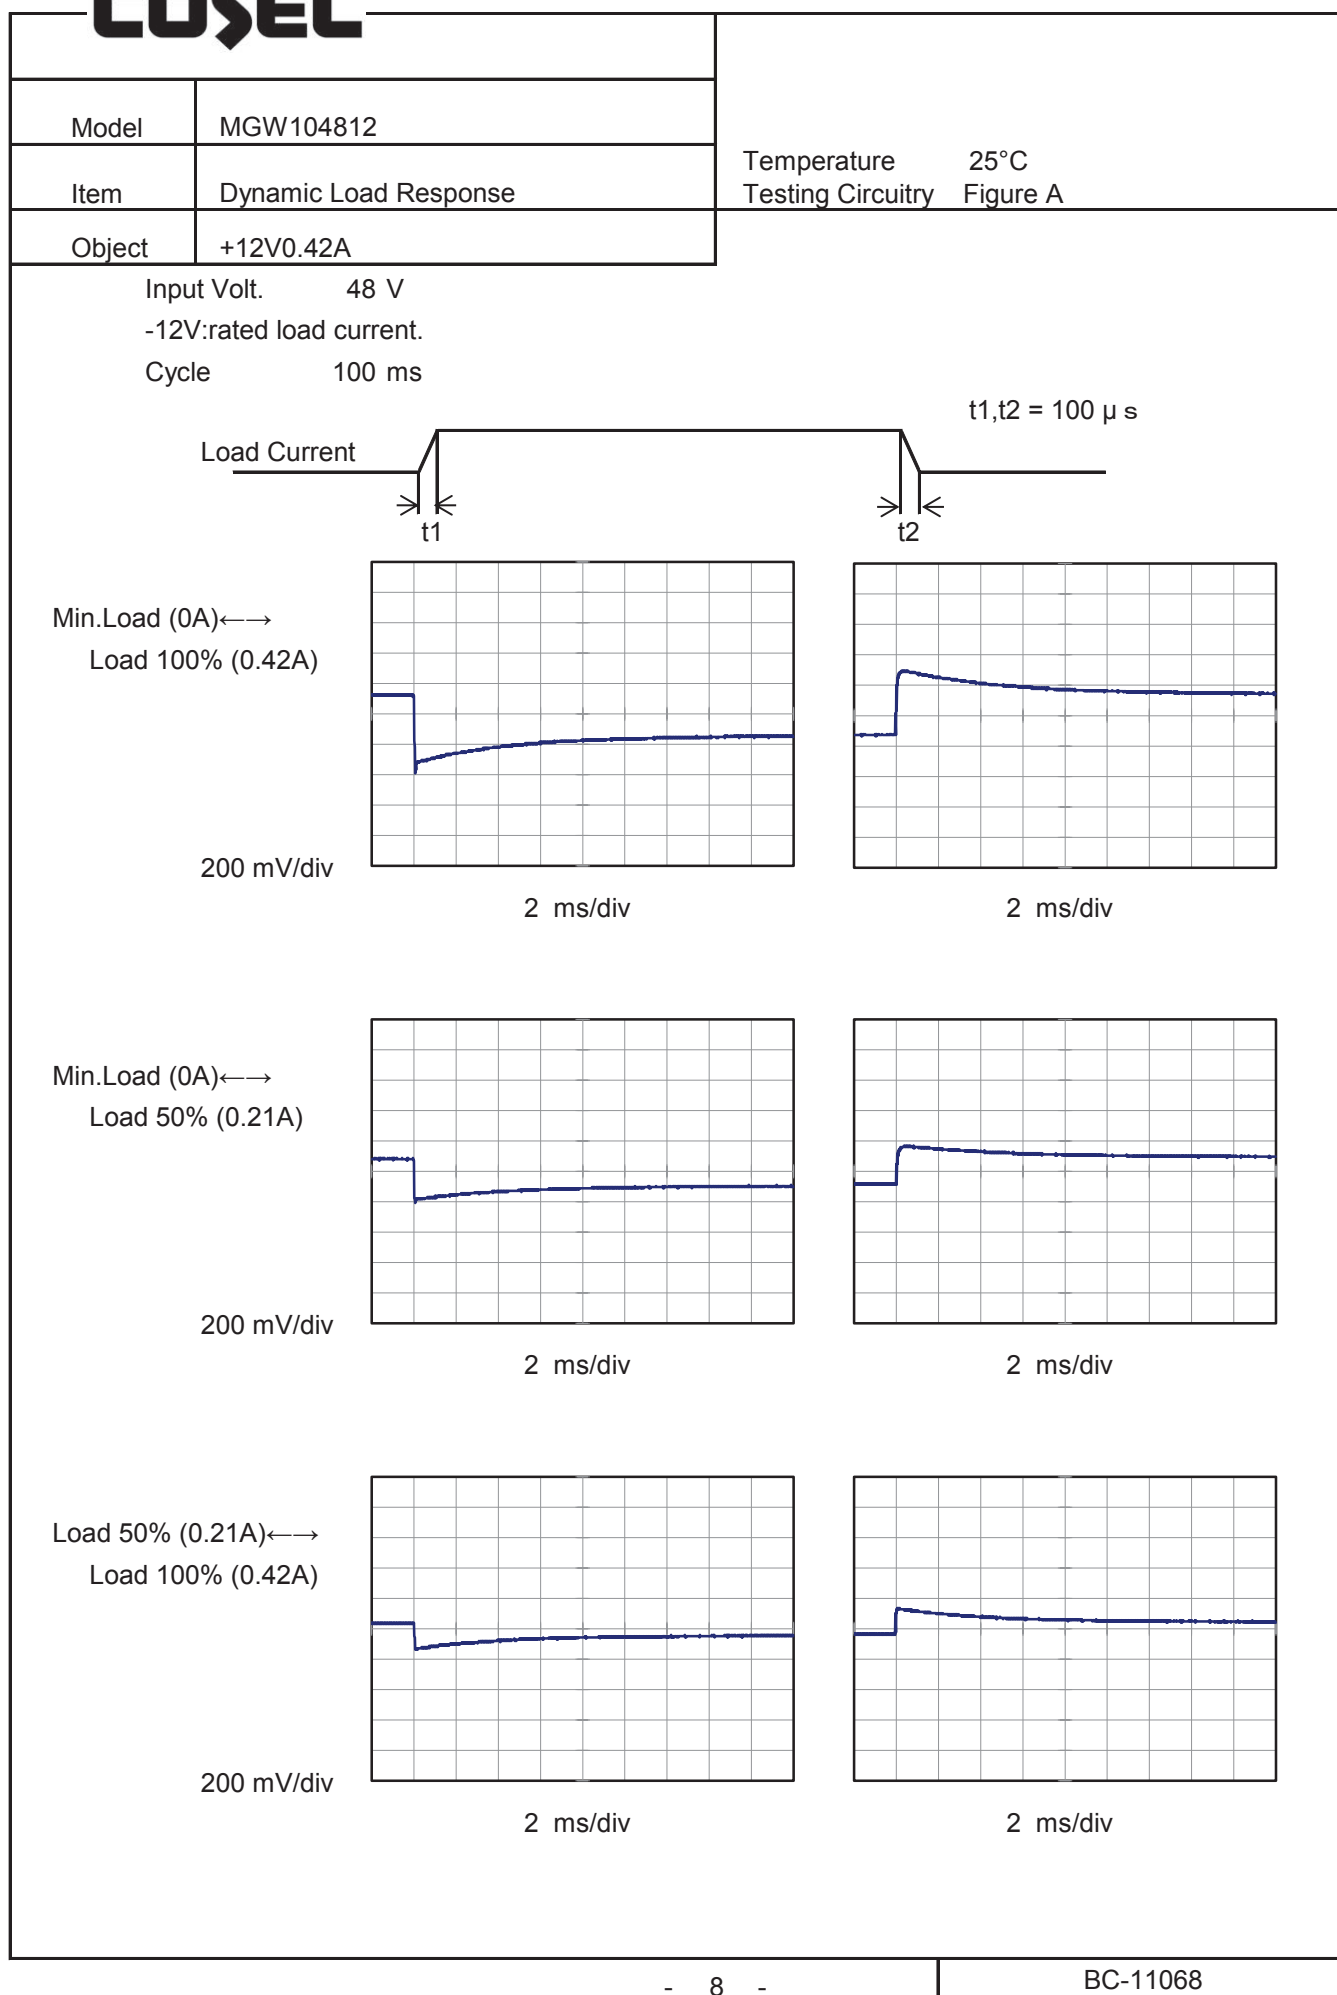 COSEL
Model MGW104812
Temperature 25°C
Item Dynamic Load Response
Testing Circuitry Figure A
Object +12V0.42A
Input Volt. 48 V
-12V:rated load current.
Cycle 100 ms
t1,t2 = 100 μ s
Load Current
t1 t2
Min.Load (0A)←→
Load 100% (0.42A)
200 mV/div
2 ms/div 2 ms/div
Min.Load (0A)←→
Load 50% (0.21A)
200 mV/div
2 ms/div 2 ms/div
Load 50% (0.21A)←→
Load 100% (0.42A)
200 mV/div
2 ms/div 2 ms/div
- 8 -
BC-11068